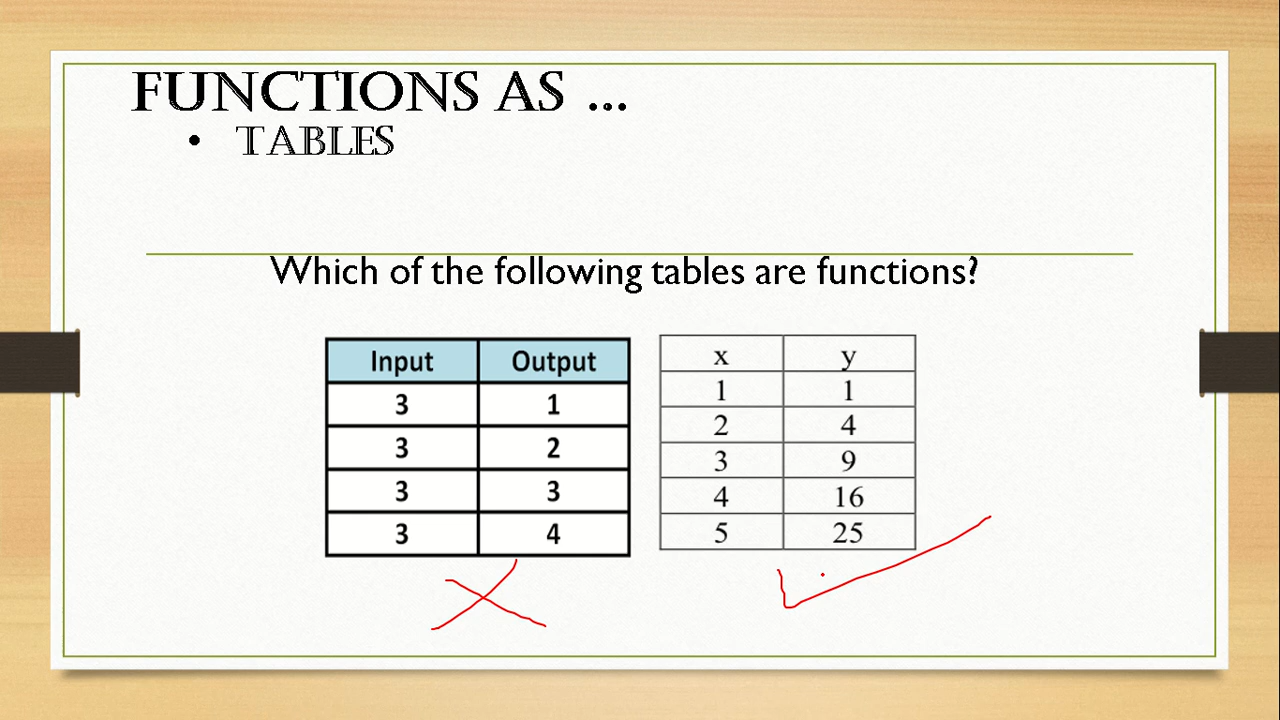 FUNCTIONS AS ...
• TABLES
Which of the following tables are functions?
Input Output
3 1
3 2
3 3
3 4
x y
1 1
2 4
3 9
4 16
5 25